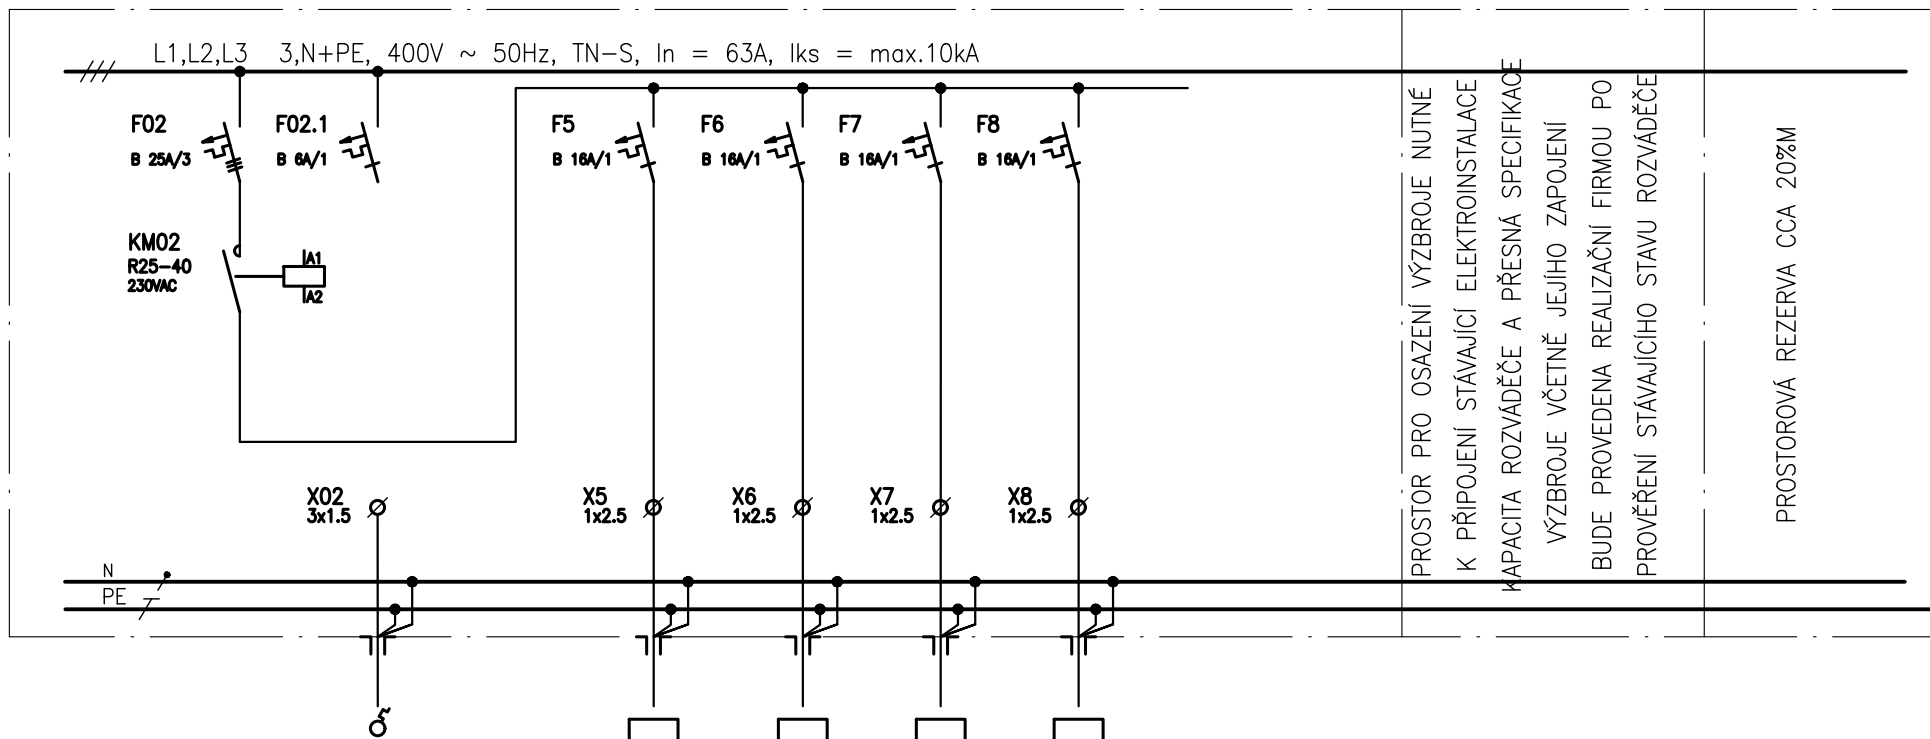 L1,L2,L3 3,N+PE, 400V ~ 50Hz, TN-S, In = 63A, Iks = max.10kA
F02
B 25A/3
F02.1
B 6A/1
F5
B 16A/1
F6
B 16A/1
F7
B 16A/1
F8
B 16A/1
KM02
R25-40
230VAC
A1
A2
X02
3x1.5
X5
1x2.5
X6
1x2.5
X7
1x2.5
X8
1x2.5
N
PE
PROSTOR PRO OSAZENÍ VÝZBROJE NUTNÉ
K PŘIPOJENÍ STÁVAJÍCÍ ELEKTROINSTALACE
KAPACITA ROZVÁDĚČE A PŘESNÁ SPECIFIKACE
VÝZBROJE VČETNĚ JEJÍHO ZAPOJENÍ
BUDE PROVEDENA REALIZAČNÍ FIRMOU PO
PROVĚŘENÍ STÁVAJÍCÍHO STAVU ROZVÁDĚČE
PROSTOROVÁ REZERVA CCA 20%M